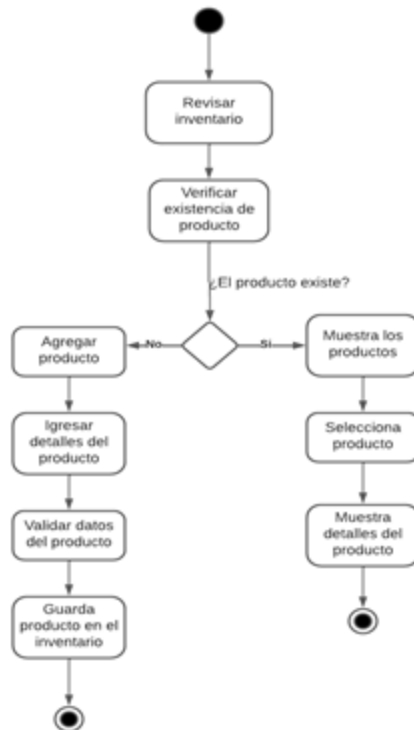 Revisar
inventario
Verificar
existencia de
producto
¿El producto existe?
No
Si
Agregar
producto
Igresar
detalles del
producto
Validar datos
del producto
Guarda
producto en el
inventario
Muestra los
productos
Selecciona
producto
Muestra
detalles del
producto